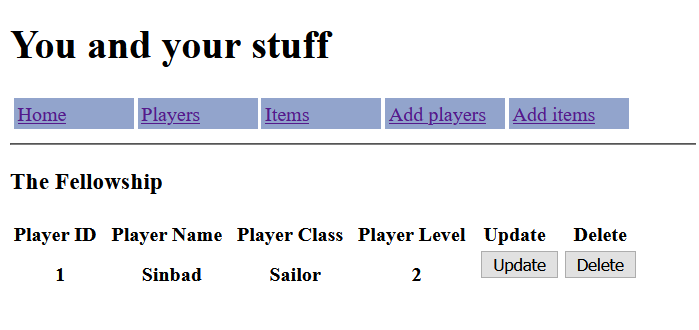 You and your stuff
Home Players Items Add players Add items
The Fellowship
Player ID Player Name Player Class Player Level Update Delete
1 Sinbad Sailor 2 Update Delete